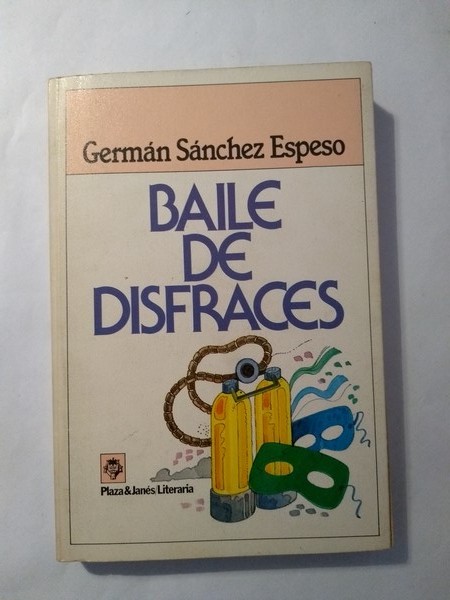 Germán Sánchez Espeso
BAILE
DE
DISFRACES
Plaza & Janés/Literaria